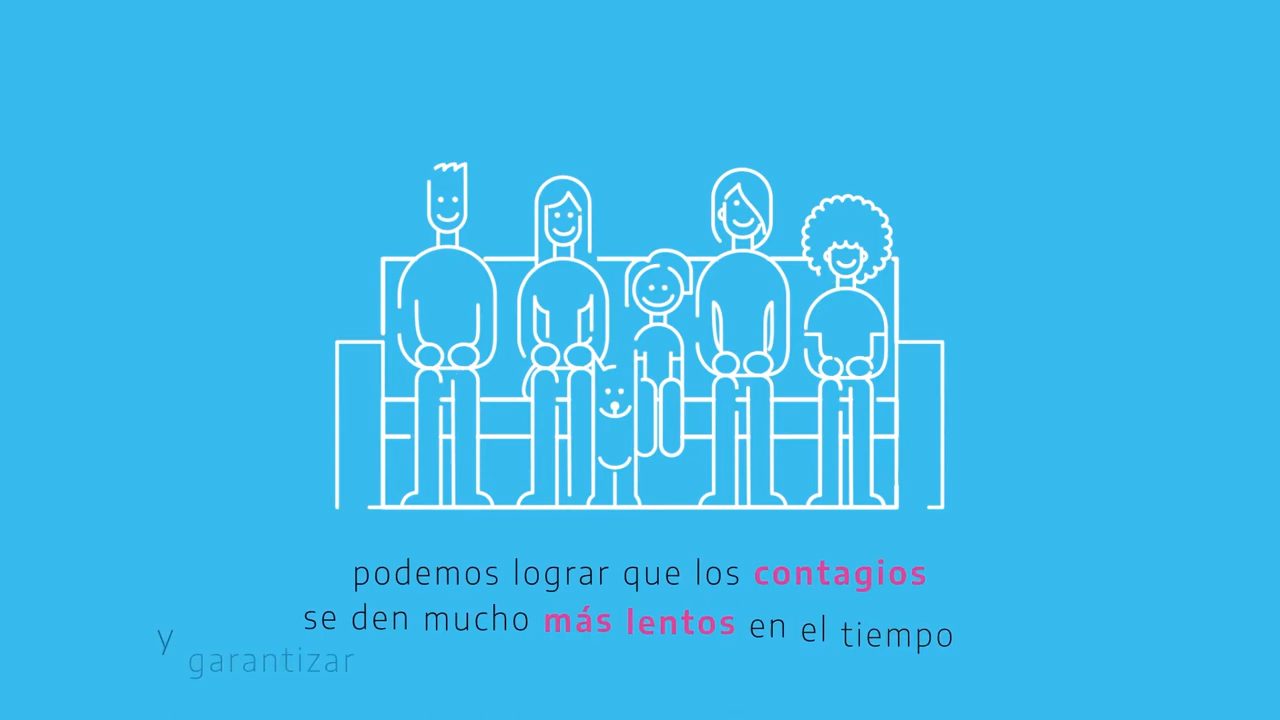 podemos lograr que los contagios
se den mucho más lentos en el tiempo
y garantizar